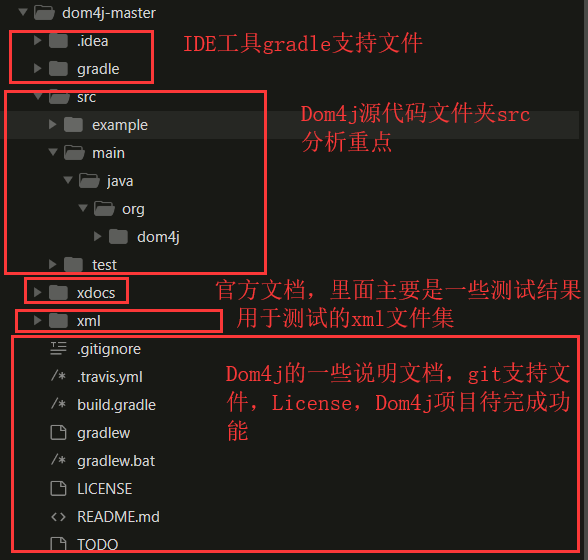 dom4j-master
.idea
IDE工具gradle支持文件
gradle
src
example
Dom4j源代码文件夹src
分析重点
main
java
org
dom4j
test
xdocs
官方文档，里面主要是一些测试结果
xml
用于测试的xml文件集
.gitignore
.travis.yml
Dom4j的一些说明文档，git支持文
件，License，Dom4j项目待完成功
能
build.gradle
gradlew
gradlew.bat
LICENSE
README.md
TODO